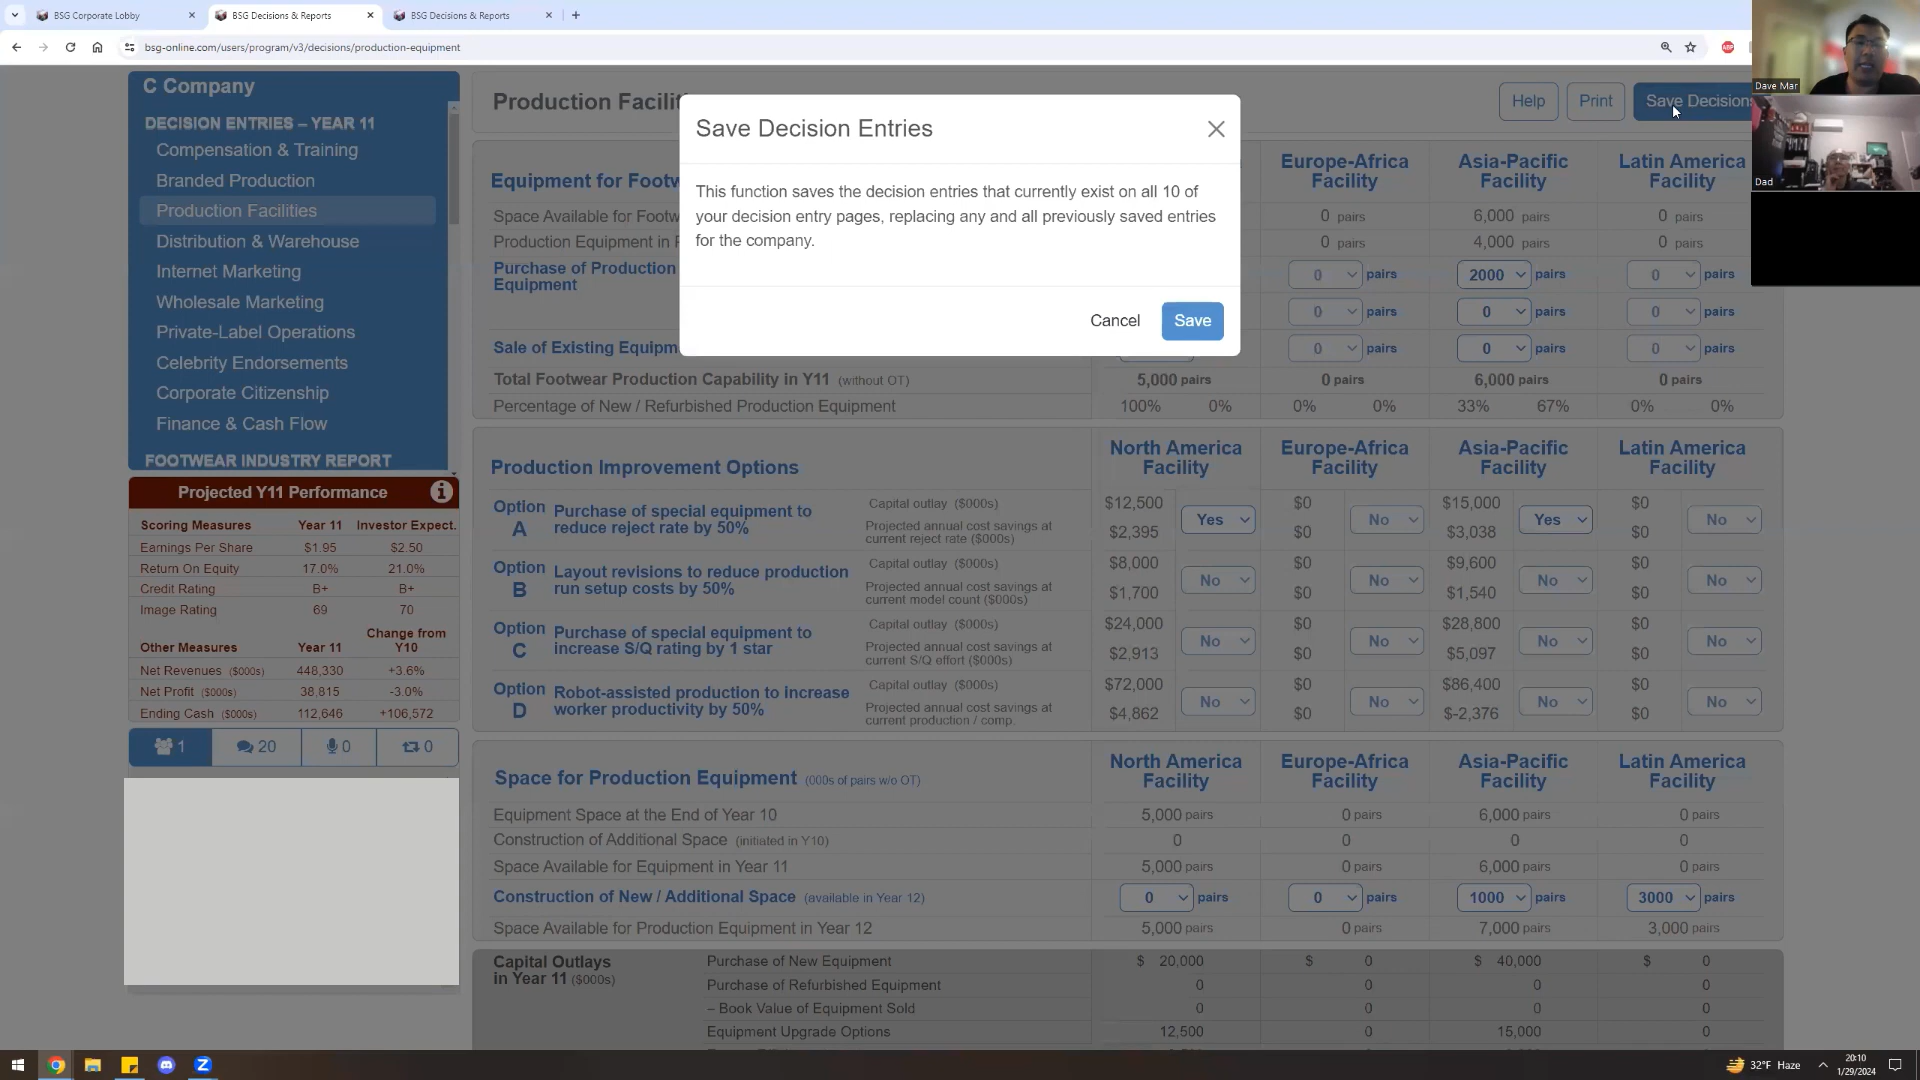 BSG Corporate Lobby
BSG Decisions & Reports
BSG Decisions & Reports
bsg-online.com/users/program/v3/decisions/production-equipment
ABP
Dave Mar
Dad
C Company
DECISION ENTRIES – YEAR 11
Compensation & Training
Branded Production
Production Facilities
Distribution & Warehouse
Internet Marketing
Wholesale Marketing
Private-Label Operations
Celebrity Endorsements
Corporate Citizenship
Finance & Cash Flow
FOOTWEAR INDUSTRY REPORT
Projected Y11 Performance
Scoring Measures Year 11 Investor Expect.
Earnings Per Share $1.95 $2.50
Return On Equity 17.0% 21.0%
Credit Rating B+ B+
Image Rating 69 70
Other Measures Year 11 Change from Y10
Net Revenues ($000s) 448,330 +3.6%
Net Profit ($000s) 38,815 -3.0%
Ending Cash ($000s) 112,646 +106,572
1 20 0 0
Production Facili
Help Print Save Decision
Save Decision Entries
This function saves the decision entries that currently exist on all 10 of
your decision entry pages, replacing any and all previously saved entries
for the company.
Cancel Save
Equipment for Footw
Europe-Africa Facility Asia-Pacific Facility Latin America Facility
Space Available for Footw 0 pairs 6,000 pairs 0 pairs
Production Equipment in 0 pairs 4,000 pairs 0 pairs
Purchase of Production Equipment 0 pairs 2000 pairs 0 pairs
0 pairs 0 pairs 0 pairs
Sale of Existing Equipm 0 pairs 0 pairs 0 pairs
Total Footwear Production Capability in Y11 (without OT) 5,000 pairs 0 pairs 6,000 pairs 0 pairs
Percentage of New / Refurbished Production Equipment 100% 0% 0% 0% 33% 67% 0% 0%
Production Improvement Options
North America Facility Europe-Africa Facility Asia-Pacific Facility Latin America Facility
Option A Purchase of special equipment to reduce reject rate by 50%
Capital outlay ($000s) $12,500 $0 $15,000 $0
Yes No Yes No
Projected annual cost savings at current reject rate ($000s) $2,395 $0 $3,038 $0
Option B Layout revisions to reduce production run setup costs by 50%
Capital outlay ($000s) $8,000 $0 $9,600 $0
No No No No
Projected annual cost savings at current model count ($000s) $1,700 $0 $1,540 $0
Option C Purchase of special equipment to increase S/Q rating by 1 star
Capital outlay ($000s) $24,000 $0 $28,800 $0
No No No No
Projected annual cost savings at current S/Q effort ($000s) $2,913 $0 $5,097 $0
Option D Robot-assisted production to increase worker productivity by 50%
Capital outlay ($000s) $72,000 $0 $86,400 $0
No No No No
Projected annual cost savings at current production / comp. $4,862 $0 $-2,376 $0
Space for Production Equipment (000s of pairs w/o OT)
North America Facility Europe-Africa Facility Asia-Pacific Facility Latin America Facility
Equipment Space at the End of Year 10 5,000 pairs 0 pairs 6,000 pairs 0 pairs
Construction of Additional Space (initiated in Y10) 0 0 0 0
Space Available for Equipment in Year 11 5,000 pairs 0 pairs 6,000 pairs 0 pairs
Construction of New / Additional Space (available in Year 12) 0 pairs 0 pairs 1000 pairs 3000 pairs
Space Available for Production Equipment in Year 12 5,000 pairs 0 pairs 7,000 pairs 3,000 pairs
Capital Outlays in Year 11 ($000s)
Purchase of New Equipment $ 20,000 $ 0 $ 40,000 $ 0
Purchase of Refurbished Equipment 0 0 0 0
– Book Value of Equipment Sold 0 0 0 0
Equipment Upgrade Options 12,500 0 15,000 0
32°F Haze
20:10
1/29/2024